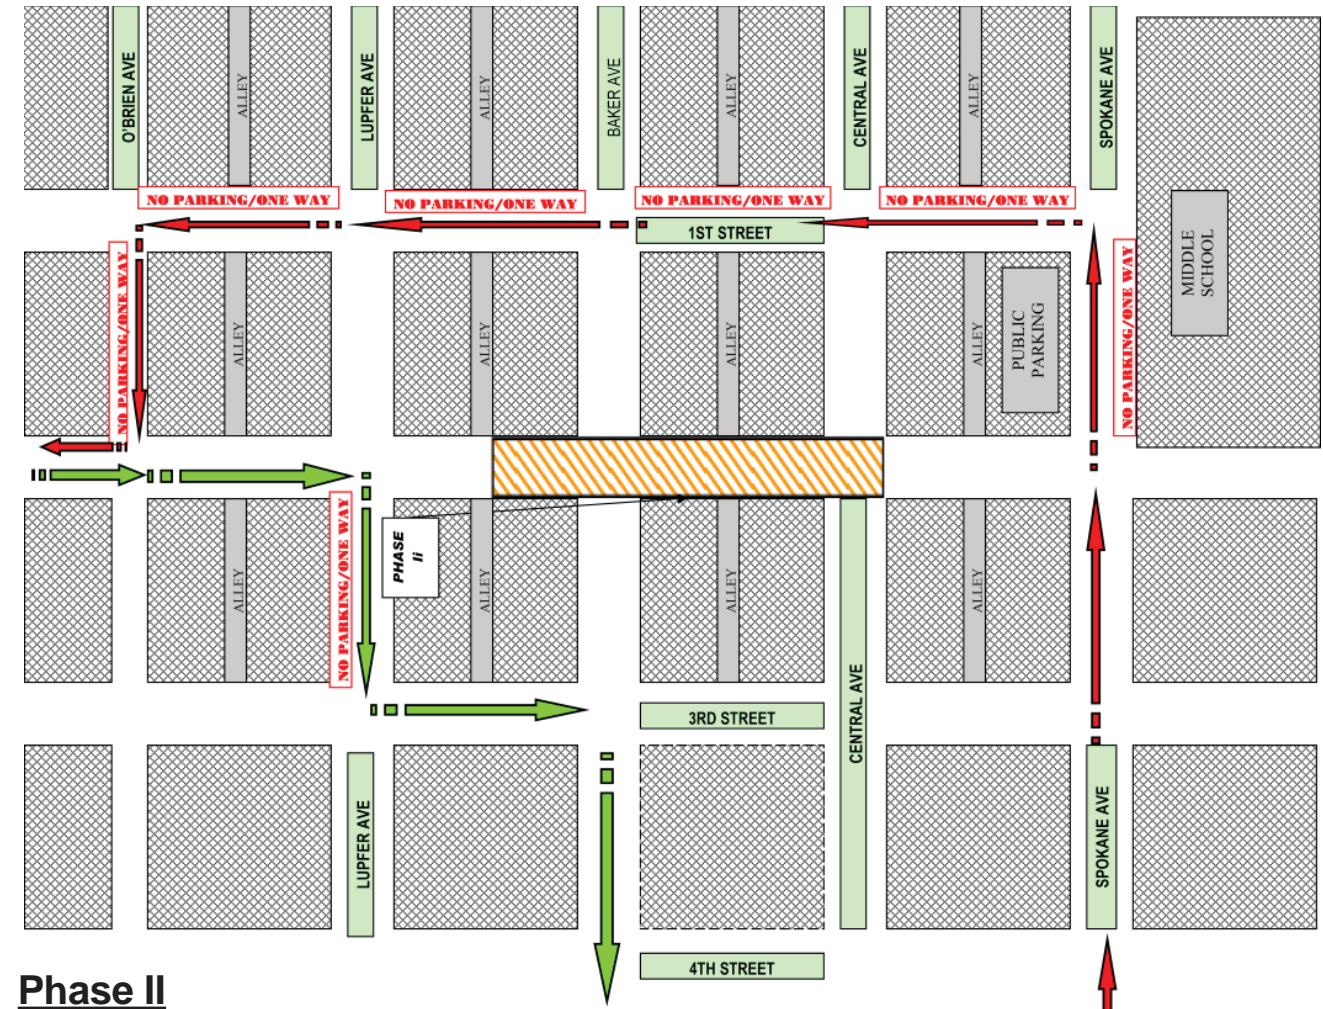 O'BRIEN AVE
ALLEY
LUPFER AVE
ALLEY
BAKER AVE
ALLEY
CENTRAL AVE
ALLEY
SPOKANE AVE
NO PARKING/ONE WAY
NO PARKING/ONE WAY
NO PARKING/ONE WAY
NO PARKING/ONE WAY
1ST STREET
MIDDLE
SCHOOL
NO PARKING/ONE WAY
ALLEY
ALLEY
ALLEY
ALLEY
PUBLIC
PARKING
NO PARKING/ONE WAY
NO PARKING/ONE WAY
PHASE
Ii
ALLEY
ALLEY
ALLEY
ALLEY
3RD STREET
CENTRAL AVE
LUPFER AVE
SPOKANE AVE
4TH STREET
Phase II